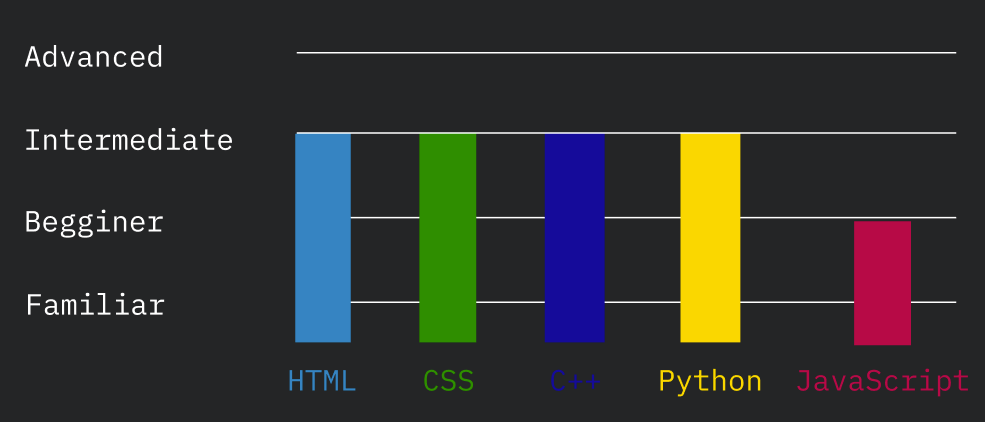 Advanced
Intermediate
Begginer
Familiar
HTML CSS C++ Python JavaScript